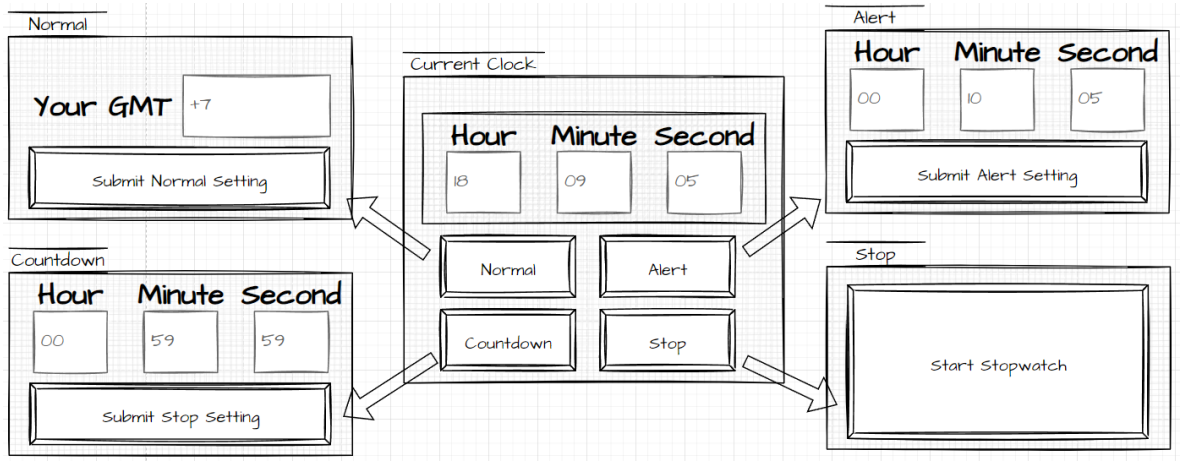 Normal
Your GMT +7
Submit Normal Setting
Countdown
Hour Minute Second
00 59 59
Submit Stop Setting
Current Clock
Hour Minute Second
18 09 05
Normal Alert
Countdown Stop
Alert
Hour Minute Second
00 10 05
Submit Alert Setting
Stop
Start Stopwatch